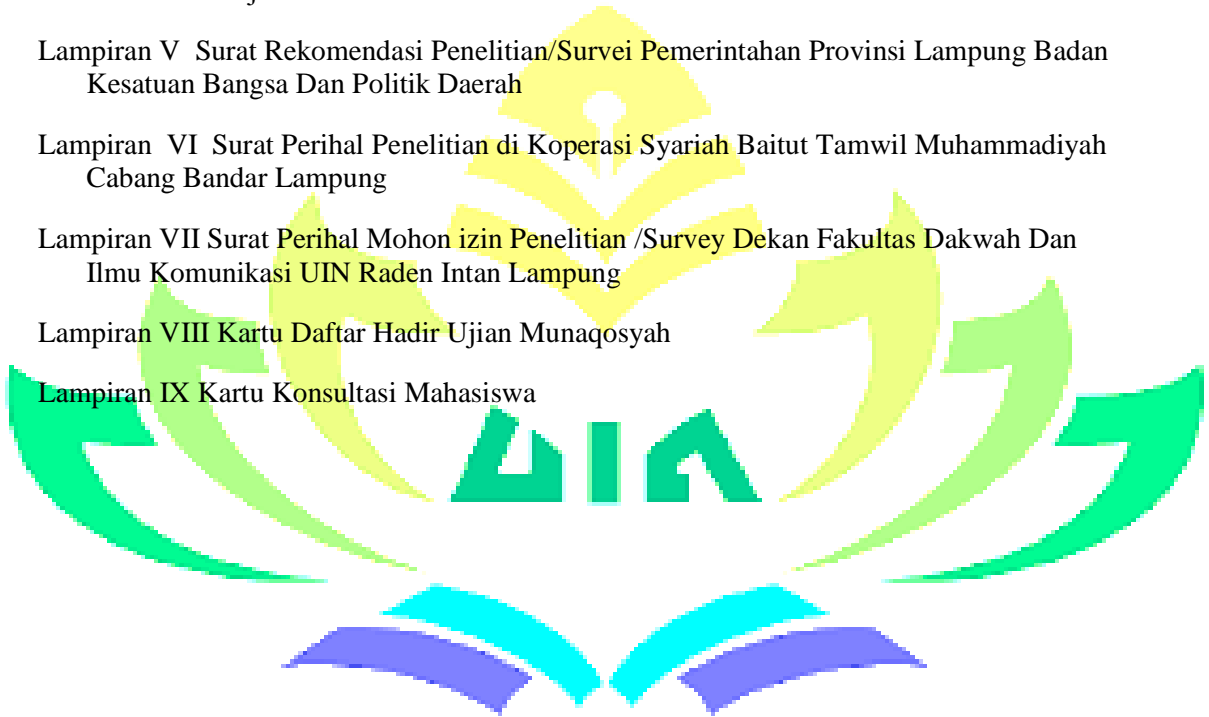 Lampiran V Surat Rekomendasi Penelitian/Survei Pemerintahan Provinsi Lampung Badan
Kesatuan Bangsa Dan Politik Daerah
Lampiran VI Surat Perihal Penelitian di Koperasi Syariah Baitut Tamwil Muhammadiyah
Cabang Bandar Lampung
Lampiran VII Surat Perihal Mohon izin Penelitian /Survey Dekan Fakultas Dakwah Dan
Ilmu Komunikasi UIN Raden Intan Lampung
Lampiran VIII Kartu Daftar Hadir Ujian Munaqosyah
Lampiran IX Kartu Konsultasi Mahasiswa
UIN